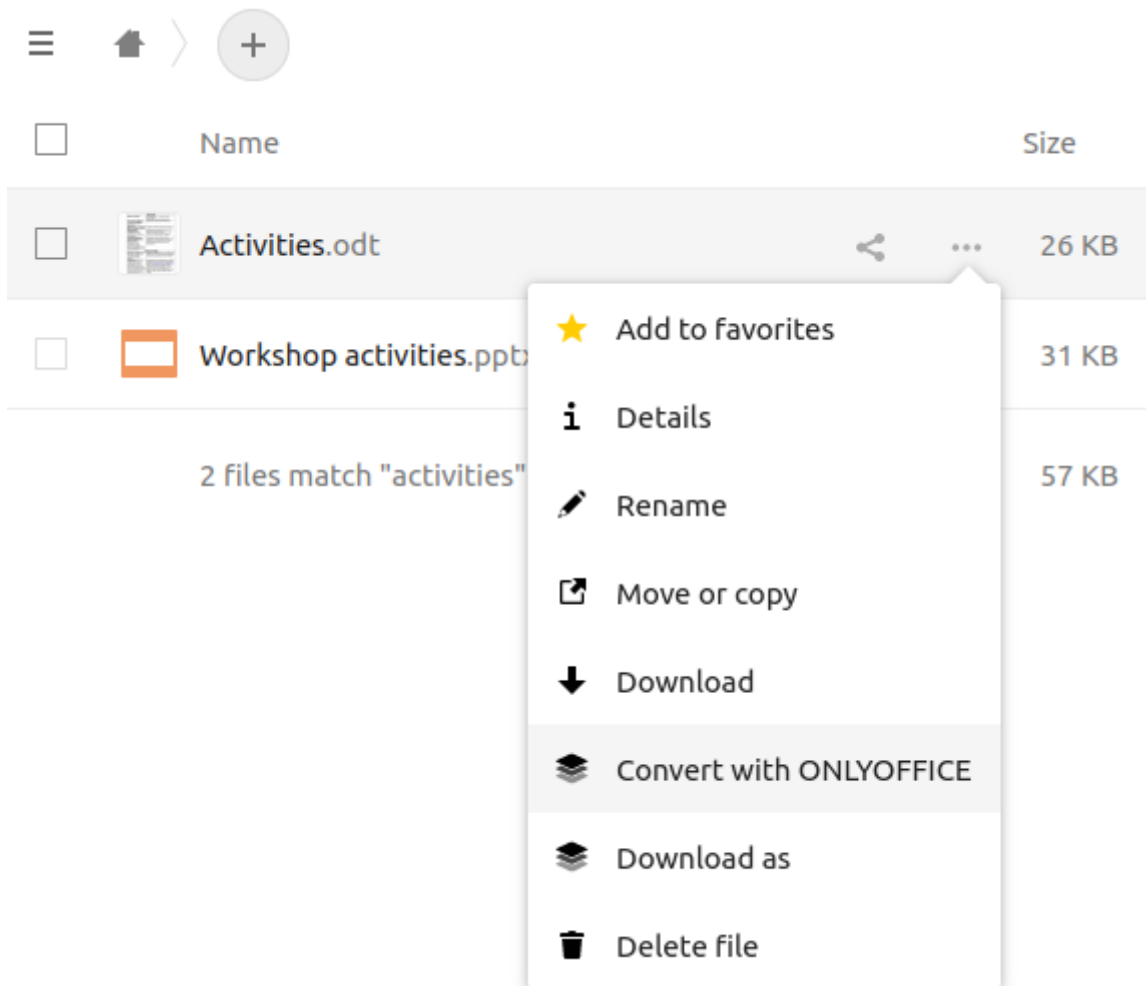 Name Size
Activities.odt 26 KB
Add to favorites
Workshop activities.ppt 31 KB
Details
2 files match "activities" 57 KB
Rename
Move or copy
Download
Convert with ONLYOFFICE
Download as
Delete file